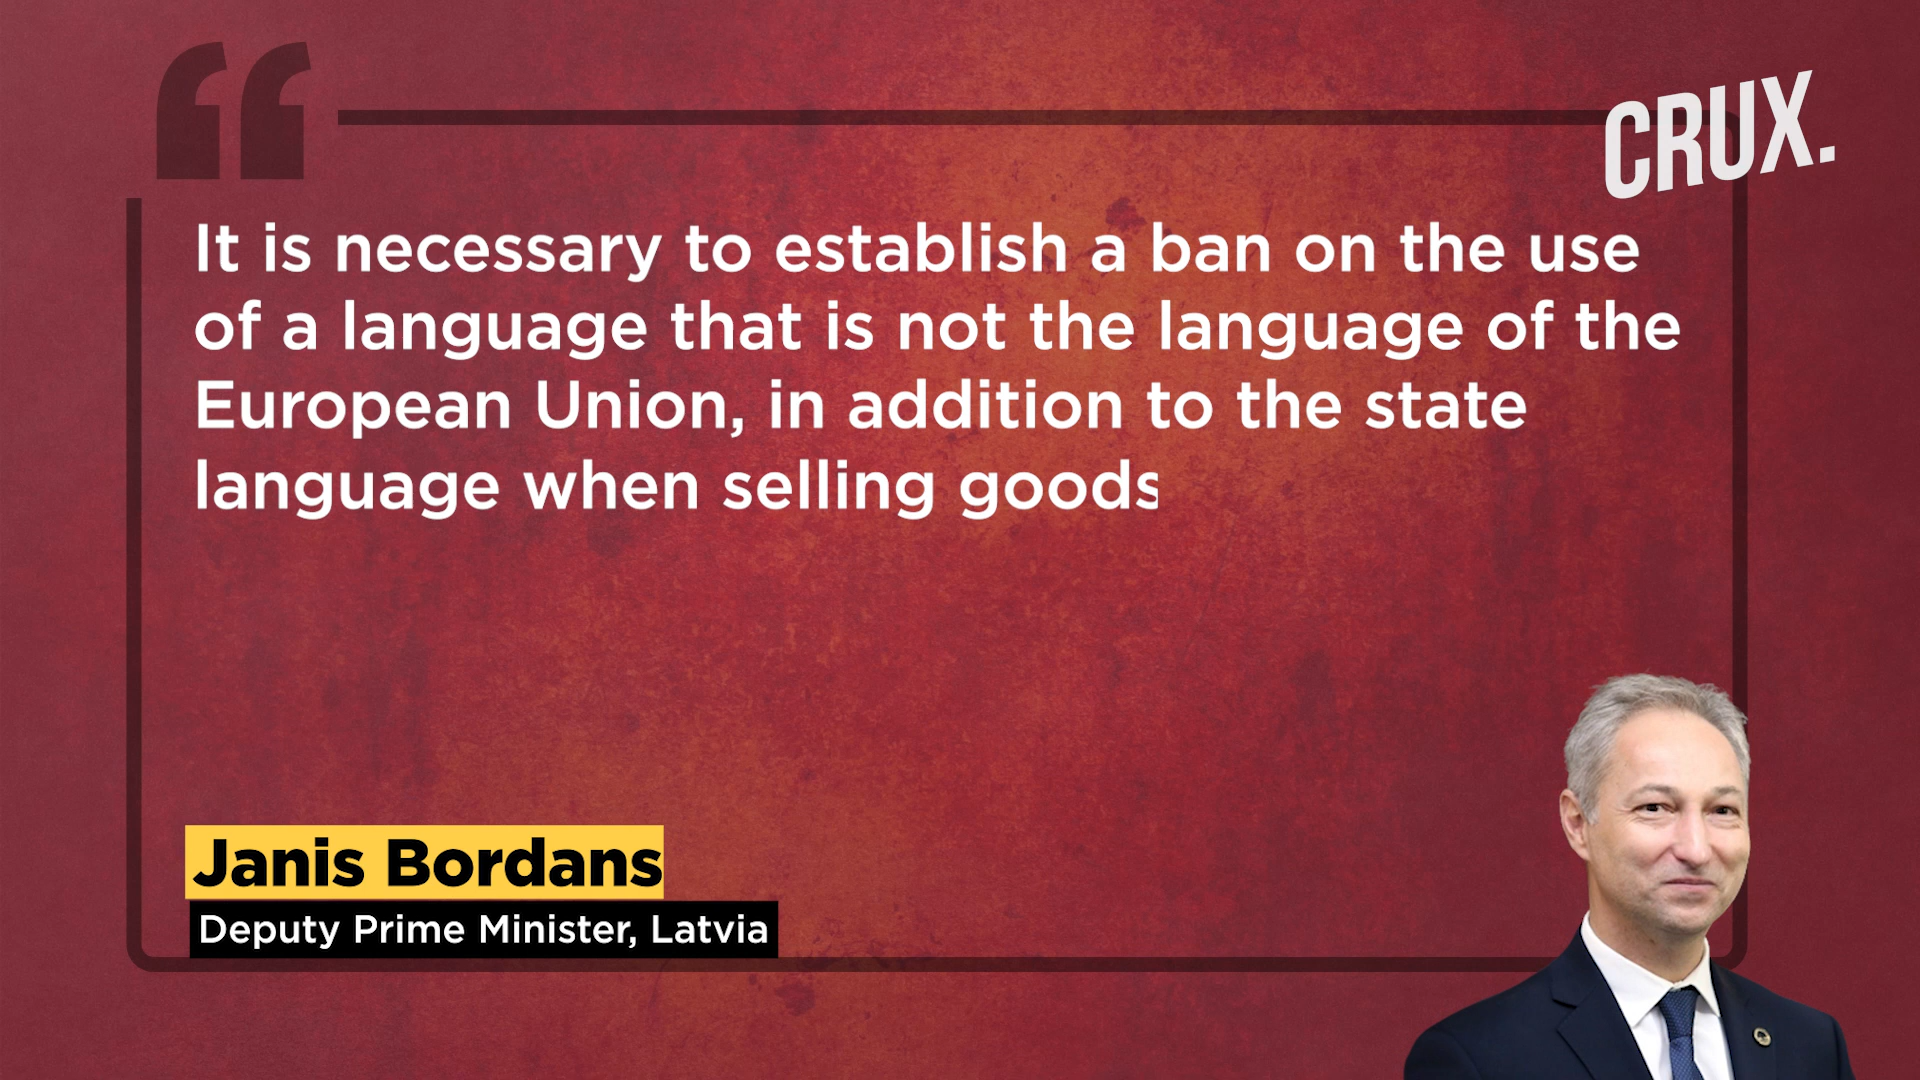 CRUX.
It is necessary to establish a ban on the use
of a language that is not the language of the
European Union, in addition to the state
language when selling goods
Janis Bordans
Deputy Prime Minister, Latvia